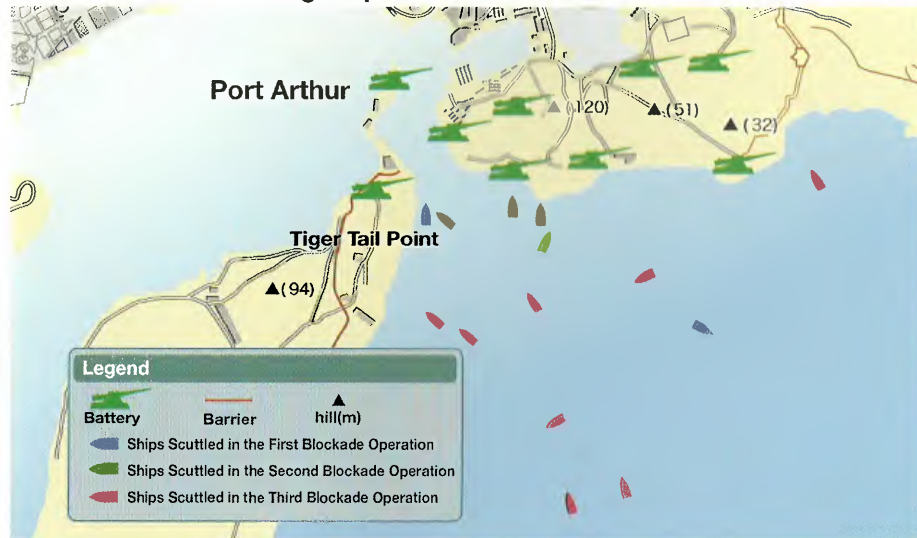 Port Arthur
(120)
(51)
(32)
Tiger Tail Point
(94)
Legend
Battery
Barrier
hill(m)
Ships Scuttled in the First Blockade Operation
Ships Scuttled in the Second Blockade Operation
Ships Scuttled in the Third Blockade Operation